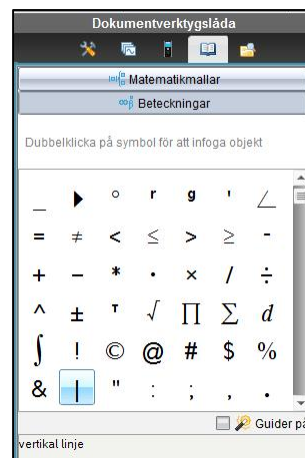 Dokumentverktygslåda
Matematikmallar
∞β Beteckningar
Dubbelklicka på symbol för att infoga objekt
_ ▶ ° r g ' ∠
= ≠ < ≤ > ≥ -
+ − * · × / ÷
^ ± T √ ∏ ∑ d
∫ ! © @ # $ %
& | " : ; , .
Guider på
vertikal linje